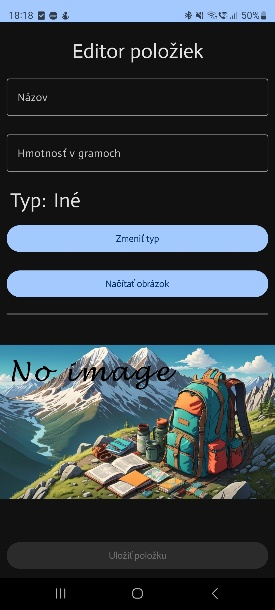 18:18 50%
Editor položiek
Názov
Hmotnosť v gramoch
Typ: Iné
Zmeniť typ
Načítať obrázok
No image
Uložiť položku